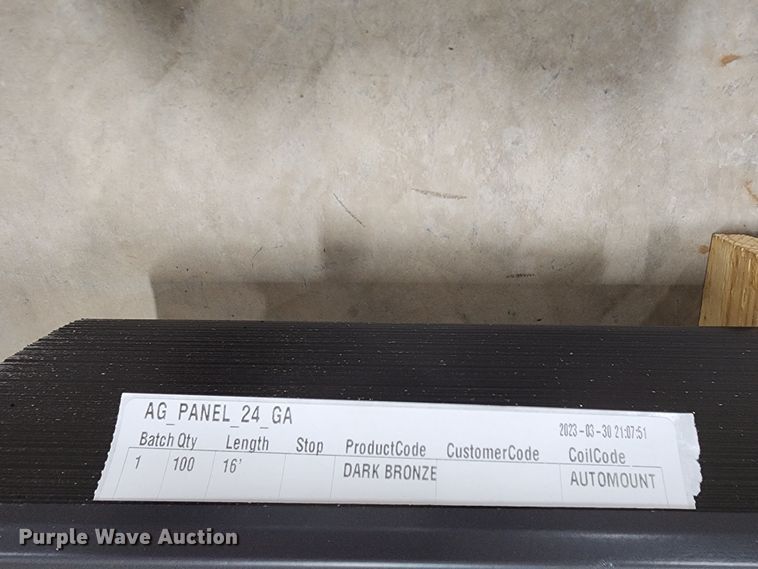 AG_PANEL_24_GA 2023-03-30 21:07:51
Batch Qty Length Stop ProductCode CustomerCode CoilCode
1 100 16' DARK BRONZE AUTOMOUNT
Purple Wave Auction